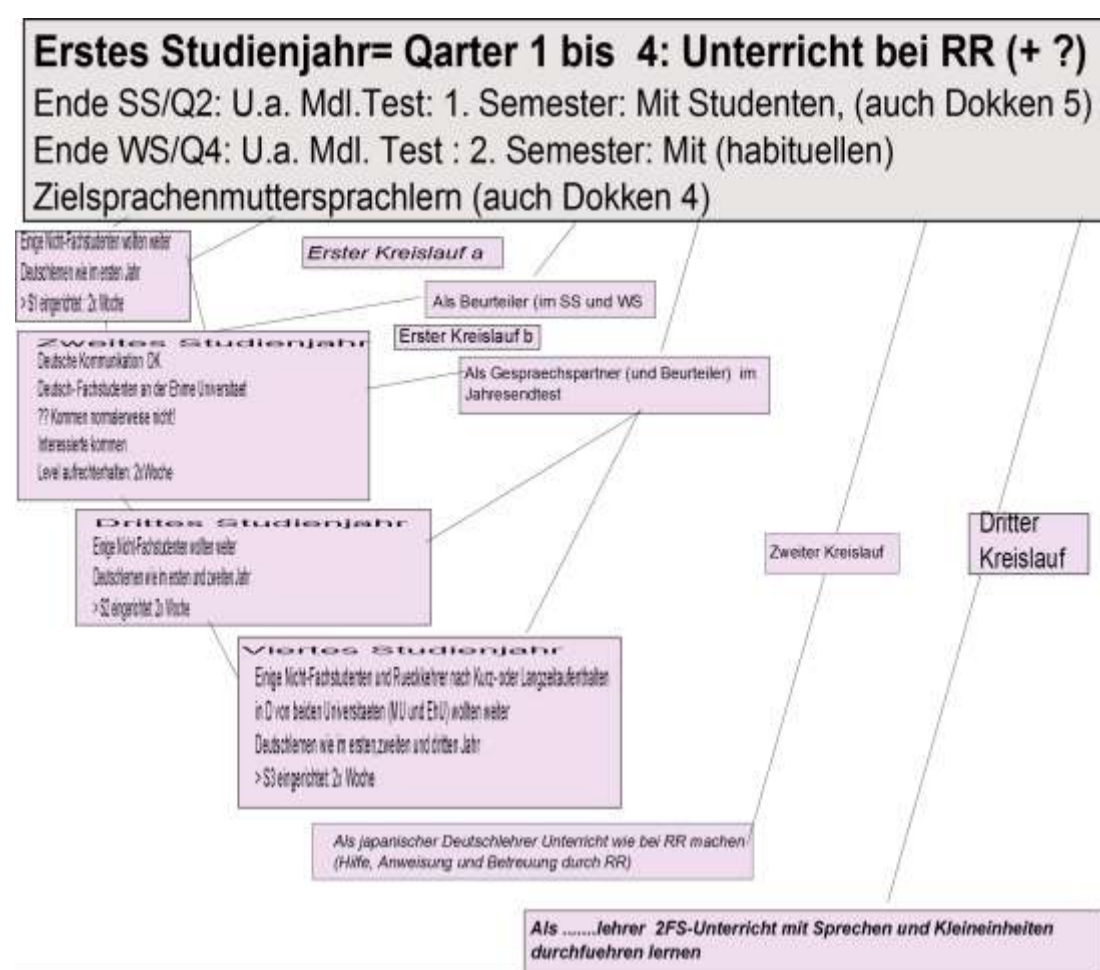 Erstes Studienjahr= Qarter 1 bis 4: Unterricht bei RR (+ ?)
Ende SS/Q2: U.a. Mdl.Test: 1. Semester: Mit Studenten, (auch Dokken 5)
Ende WS/Q4: U.a. Mdl. Test : 2. Semester: Mit (habituellen)
Zielsprachenmuttersprachlern (auch Dokken 4)
Einge Nicht-Fachstudenten wollten weiter
Deutschlernen wie im ersten Jahr
> S1 eingerichtet: 2x Woche
Erster Kreislauf a
Als Beurteiler (im SS und WS
Erster Kreislauf b
Als Gespraechspartner (und Beurteiler) im
Jahresendtest
Zweites Studienjahr
Deutsche Kommunikation DK
Deutsch- Fachstudenten an der Ehime Universitaet
?? Kommen normalerweise nicht!
Interessierte kommen
Level aufrechterhalten: 2x Woche
Drittes Studienjahr
Einge Nicht-Fachstudenten wollten weiter
Deutschlernen wie im ersten und zweiten Jahr
> S2 eingerichtet: 2x Woche
Zweiter Kreislauf
Dritter
Kreislauf
Viertes Studienjahr
Einige Nicht-Fachstudenten und Rueckkehrer nach Kurz- oder Langzeitaufenthalten
in D von beiden Universitaeten (MU und EhU) wollten weiter
Deutschlernen wie im ersten,zweiten und dritten Jahr
> S3 eingerichtet: 2x Woche
Als japanischer Deutschlehrer Unterricht wie bei RR machen
(Hilfe, Anweisung und Betreuung durch RR)
Als .......lehrer 2FS-Unterricht mit Sprechen und Kleineinheiten
durchfuehren lernen